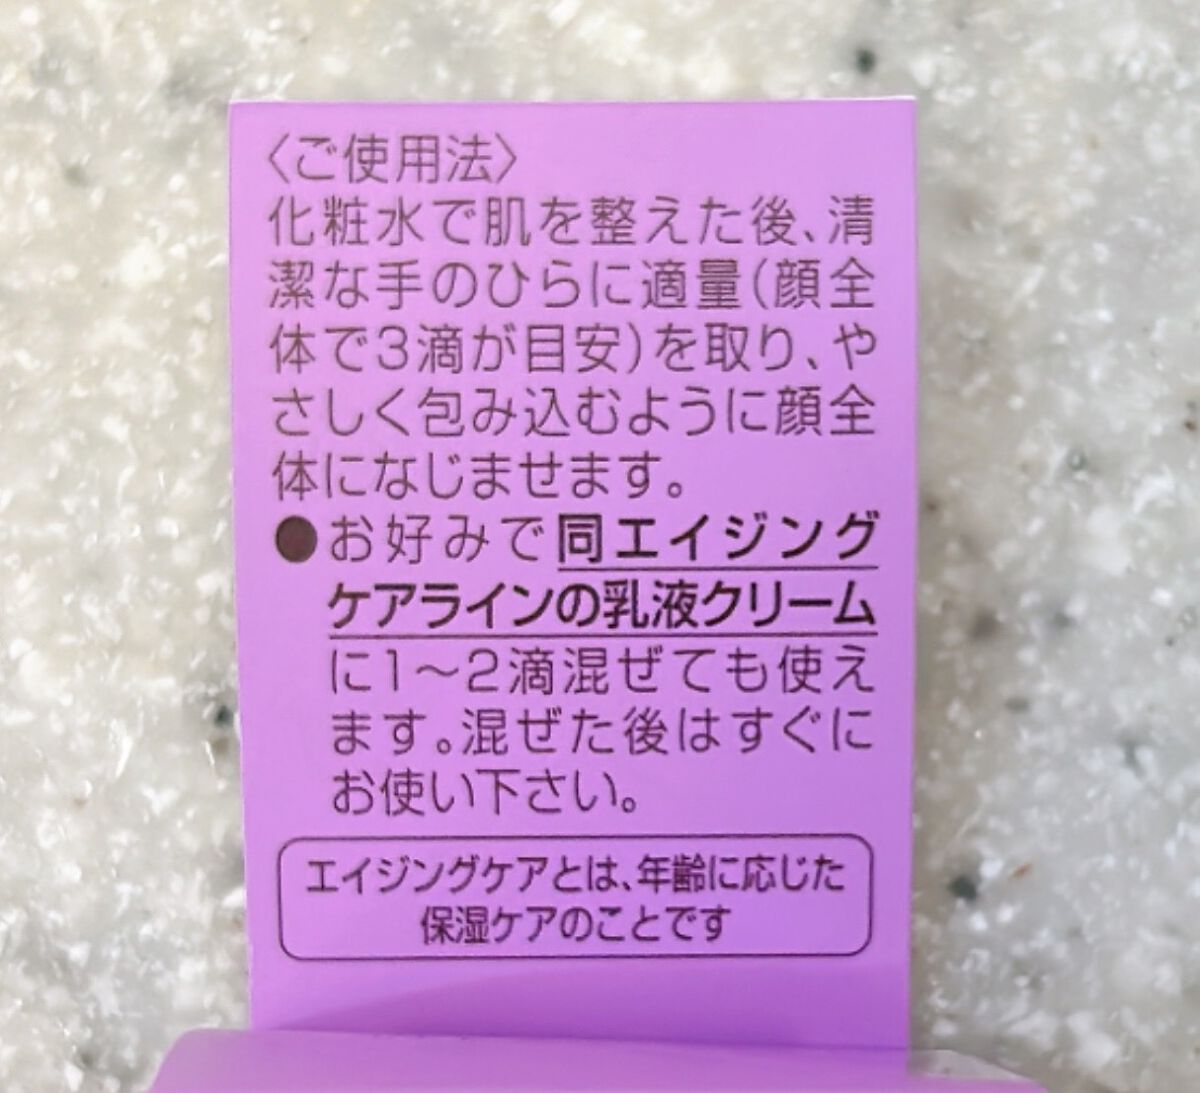 〈ご使用法〉
化粧水で肌を整えた後、清
潔な手のひらに適量(顔全
体で3滴が目安)を取り、や
さしく包み込むように顔全
体になじませます。
●お好みで同エイジング
ケアラインの乳液クリーム
に1〜2滴混ぜても使え
ます。混ぜた後はすぐに
お使い下さい。
エイジングケアとは、年齢に応じた
保湿ケアのことです